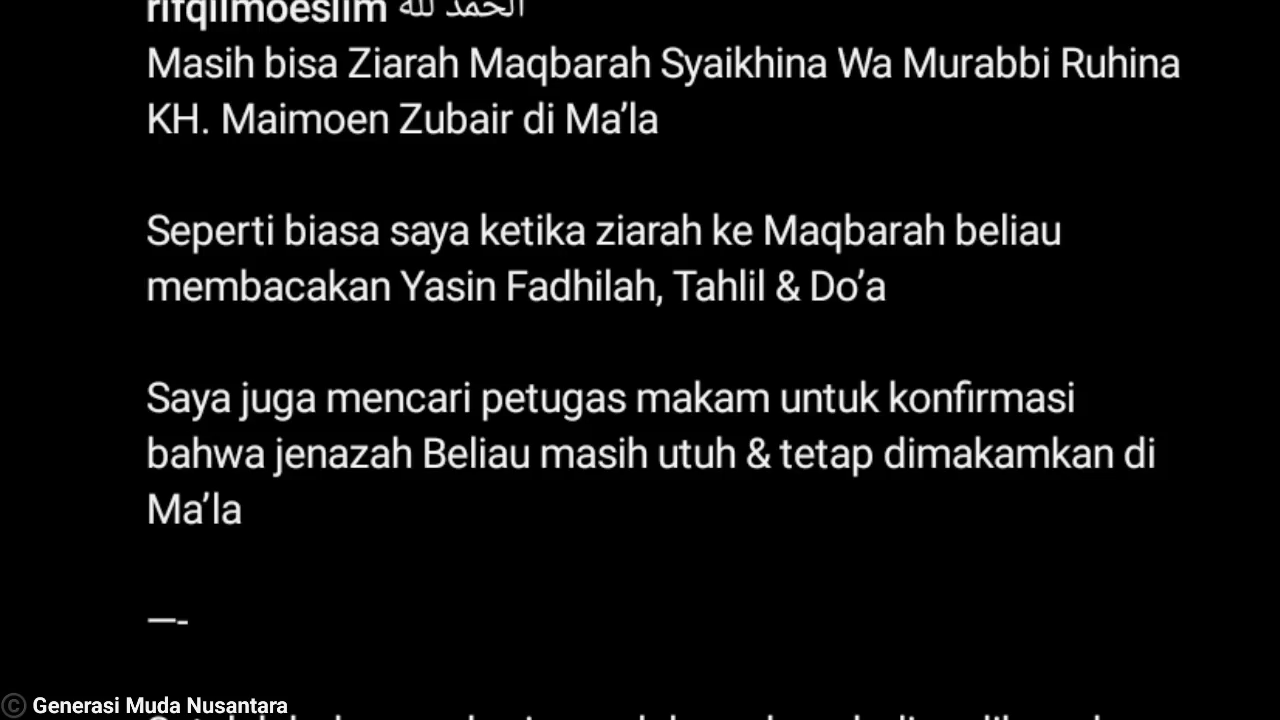 rifqilmoeslim الحمد لله
Masih bisa Ziarah Maqbarah Syaikhina Wa Murabbi Ruhina
KH. Maimoen Zubair di Ma’la
Seperti biasa saya ketika ziarah ke Maqbarah beliau
membacakan Yasin Fadhilah, Tahlil & Do’a
Saya juga mencari petugas makam untuk konfirmasi
bahwa jenazah Beliau masih utuh & tetap dimakamkan di
Ma’la
—-
© Generasi Muda Nusantara